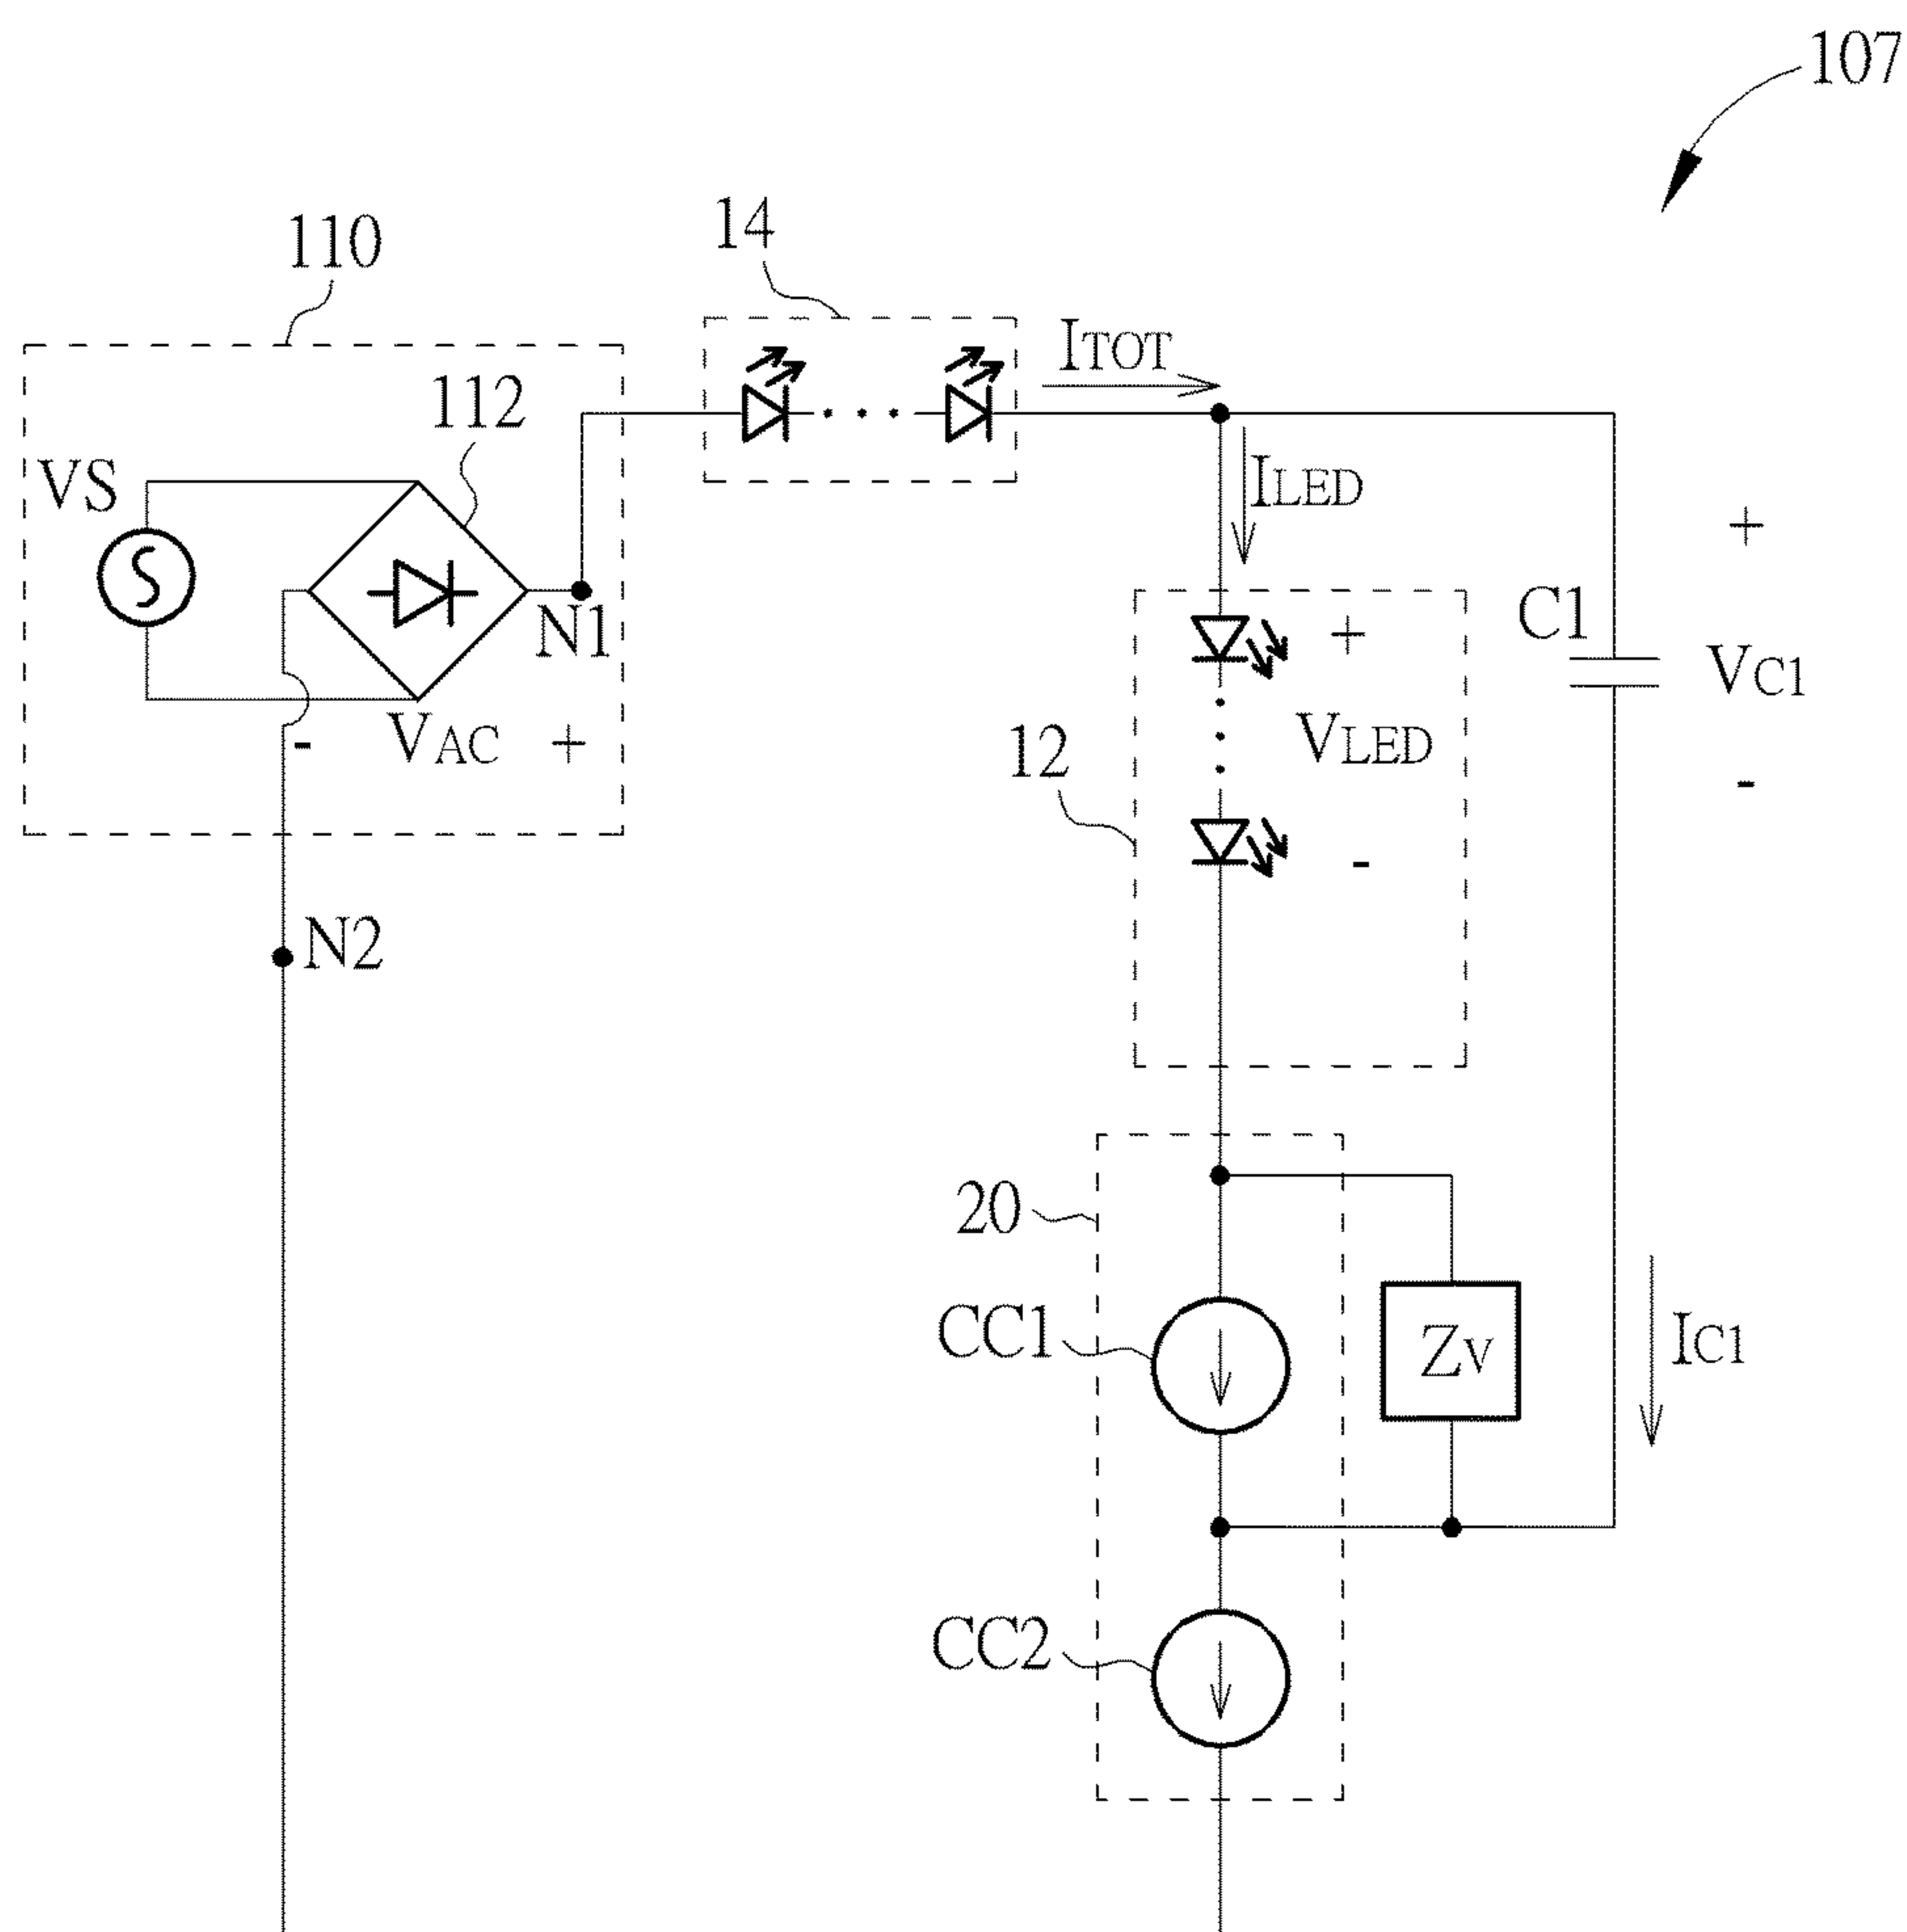 107
110
14
ITOT
112
VS
ILED
N1
C1
+
+
VC1
- VAC +
12
VLED
-
-
N2
20
CC1
ZV
IC1
CC2